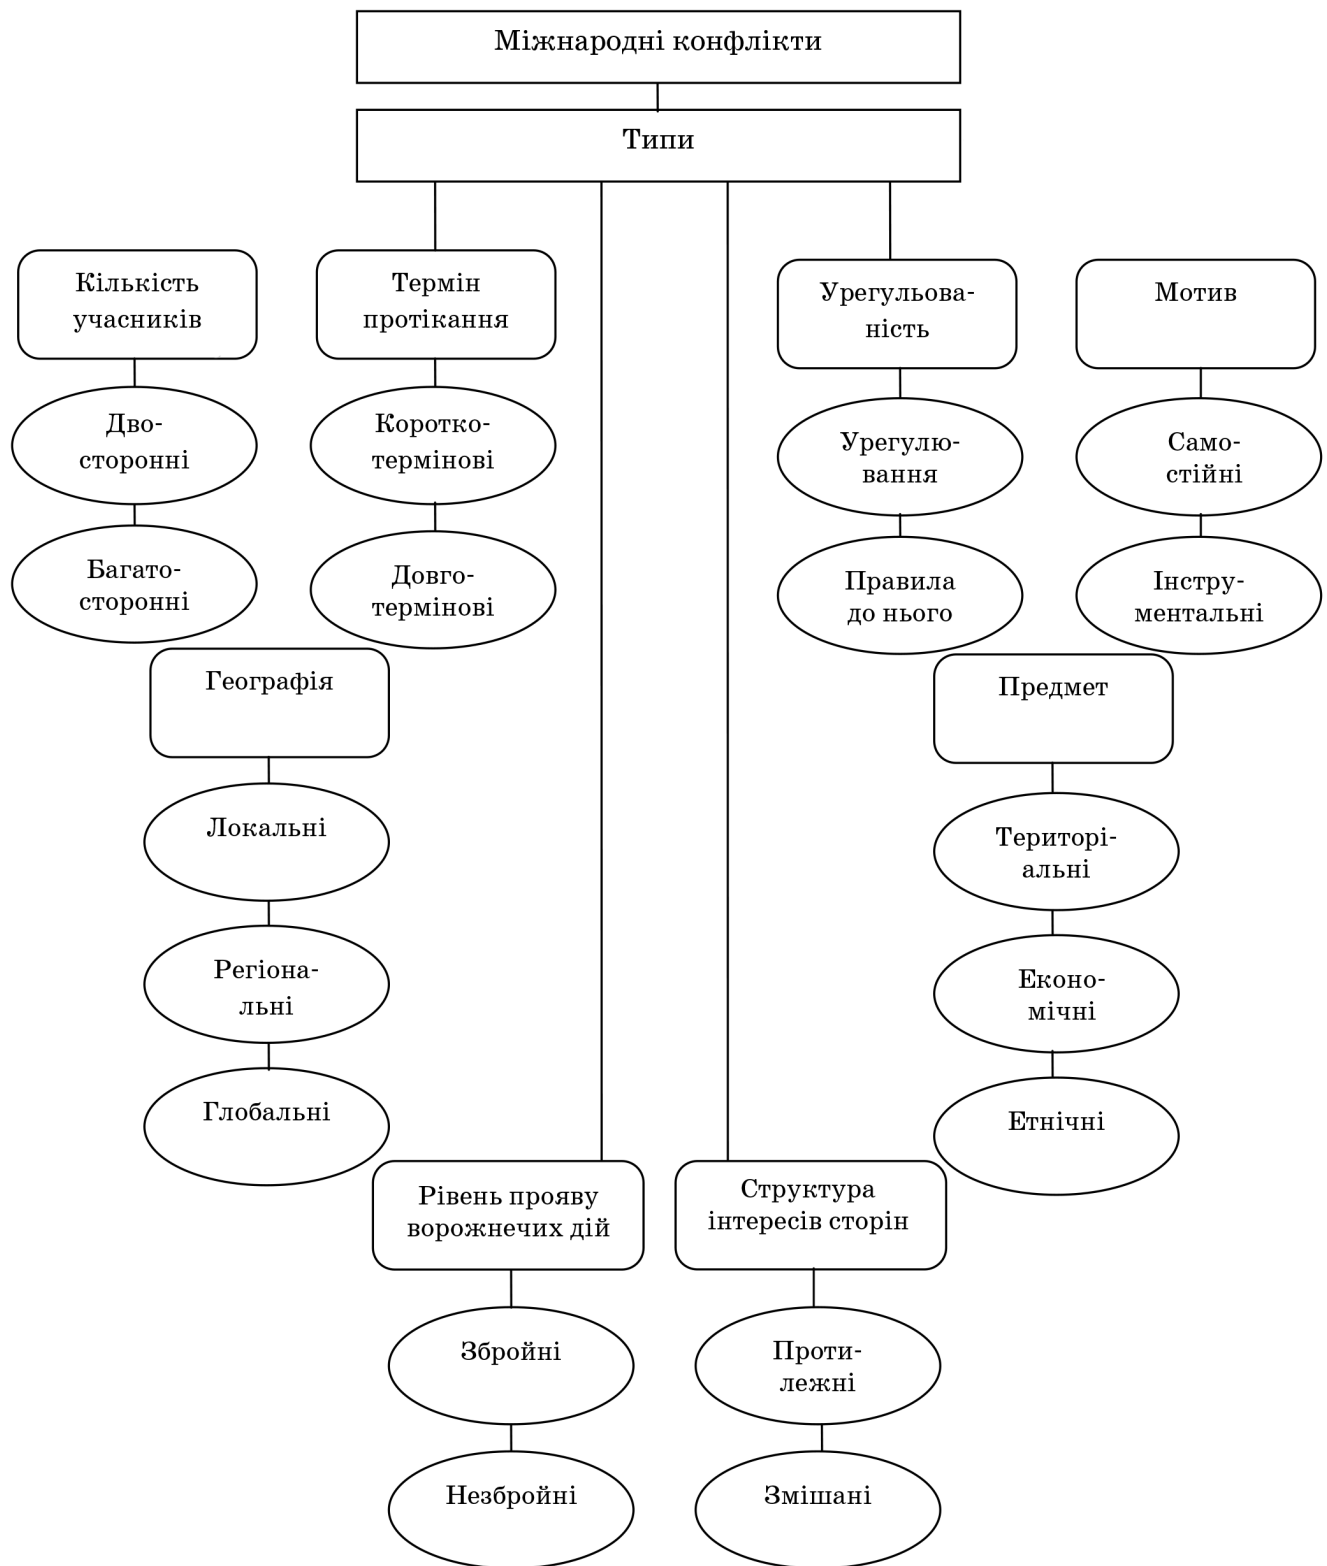 Міжнародні конфлікти
Типи
Кількість
учасників
Дво-
сторонні
Багато-
сторонні
Термін
протікання
Коротко-
термінові
Довго-
термінові
Урегульова-
ність
Урегулю-
вання
Правила
до нього
Мотив
Само-
стійні
Інстру-
ментальні
Географія
Локальні
Регіона-
льні
Глобальні
Предмет
Територі-
альні
Еконо-
мічні
Етнічні
Рівень прояву
ворожнечих дій
Збройні
Незбройні
Структура
інтересів сторін
Проти-
лежні
Змішані